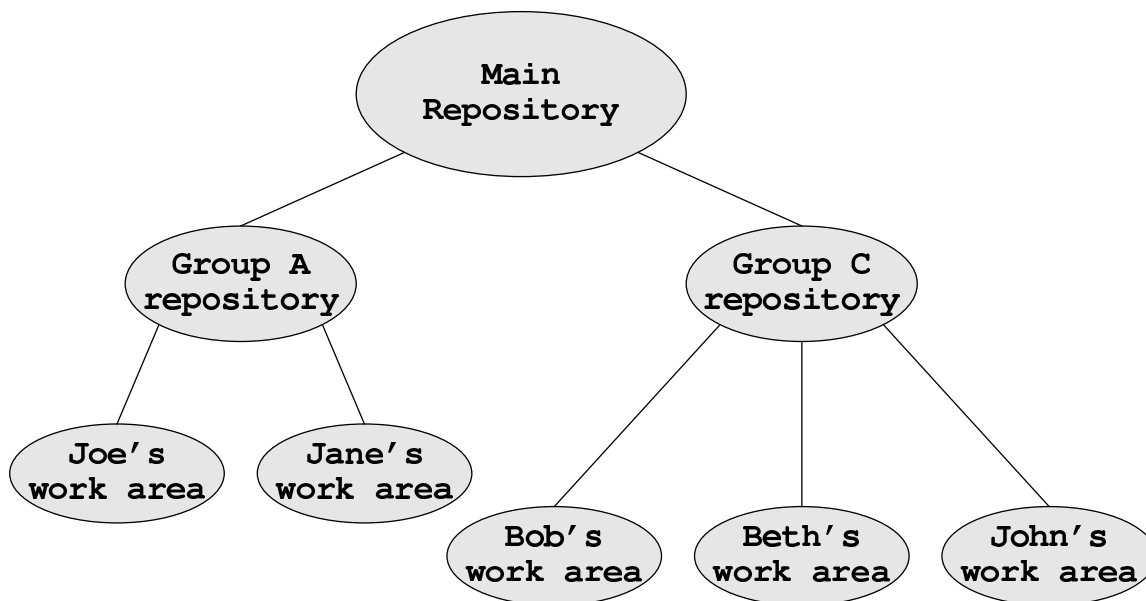 Main
Repository
Group A
repository
Group C
repository
Joe’s
work area
Jane’s
work area
Bob’s
work area
Beth’s
work area
John’s
work area